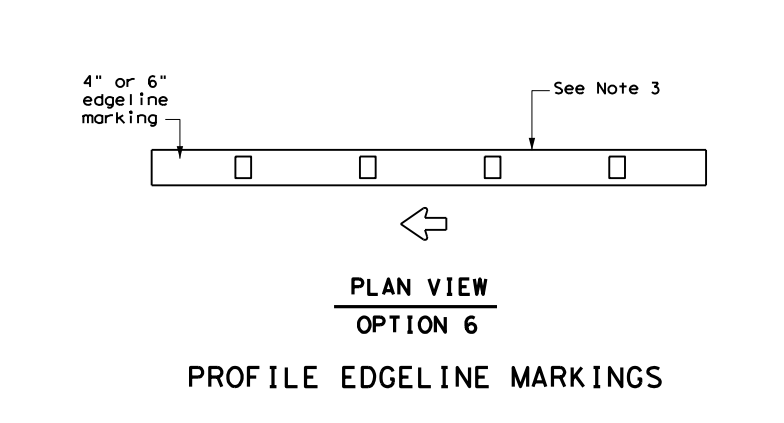 4" or 6"
edgeline
marking
See Note 3
PLAN VIEW
OPTION 6
PROFILE EDGELINE MARKINGS